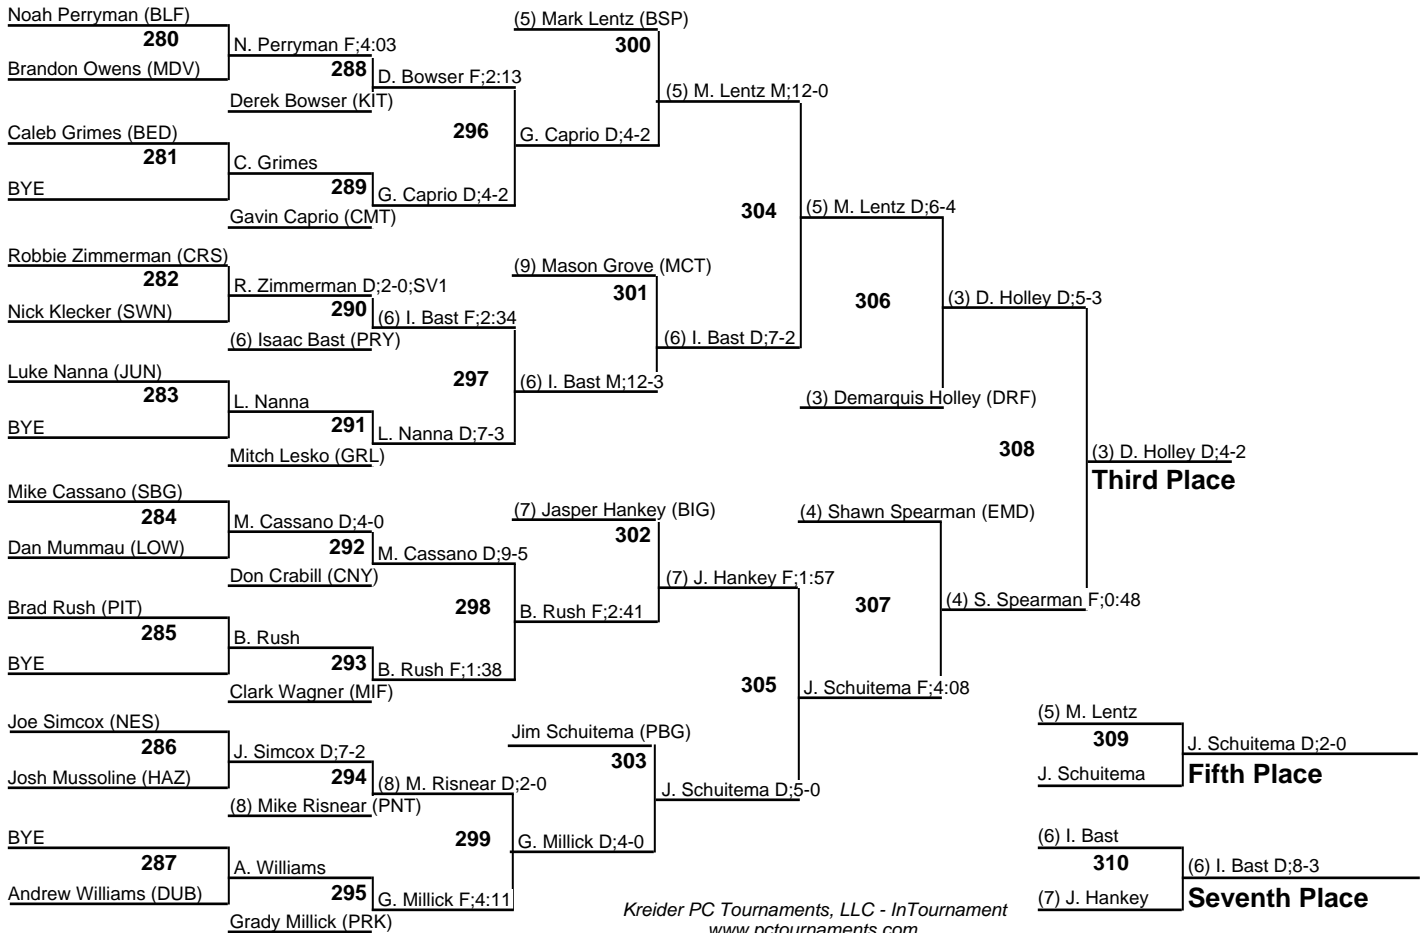 Noah Perryman (BLF)
280
Brandon Owens (MDV)
N. Perryman F;4:03
288
Derek Bowser (KIT)
D. Bowser F;2:13
Caleb Grimes (BED)
281
BYE
C. Grimes
289
Gavin Caprio (CMT)
G. Caprio D;4-2
296
G. Caprio D;4-2
(5) Mark Lentz (BSP)
300
(5) M. Lentz M;12-0
Robbie Zimmerman (CRS)
282
Nick Klecker (SWN)
R. Zimmerman D;2-0;SV1
290
(6) Isaac Bast (PRY)
(6) I. Bast F;2:34
Luke Nanna (JUN)
283
BYE
L. Nanna
291
Mitch Lesko (GRL)
L. Nanna D;7-3
297
(6) I. Bast M;12-3
(9) Mason Grove (MCT)
301
(6) I. Bast D;7-2
304
(5) M. Lentz D;6-4
306
(3) Demarquis Holley (DRF)
(3) D. Holley D;5-3
Mike Cassano (SBG)
284
Dan Mummau (LOW)
M. Cassano D;4-0
292
Don Crabill (CNY)
M. Cassano D;9-5
Brad Rush (PIT)
285
BYE
B. Rush
293
Clark Wagner (MIF)
B. Rush F;1:38
298
B. Rush F;2:41
(7) Jasper Hankey (BIG)
302
(7) J. Hankey F;1:57
Joe Simcox (NES)
286
Josh Mussoline (HAZ)
J. Simcox D;7-2
294
(8) Mike Risnear (PNT)
(8) M. Risnear D;2-0
BYE
287
Andrew Williams (DUB)
A. Williams
295
Grady Millick (PRK)
G. Millick F;4:11
299
G. Millick D;4-0
Jim Schuitema (PBG)
303
J. Schuitema D;5-0
305
J. Schuitema F;4:08
(4) Shawn Spearman (EMD)
307
(4) S. Spearman F;0:48
308
(3) D. Holley D;4-2
Third Place
(5) M. Lentz
309
J. Schuitema
J. Schuitema D;2-0
Fifth Place
(6) I. Bast
310
(7) J. Hankey
(6) I. Bast D;8-3
Seventh Place
Kreider PC Tournaments, LLC - InTournament
www.pctournaments.com